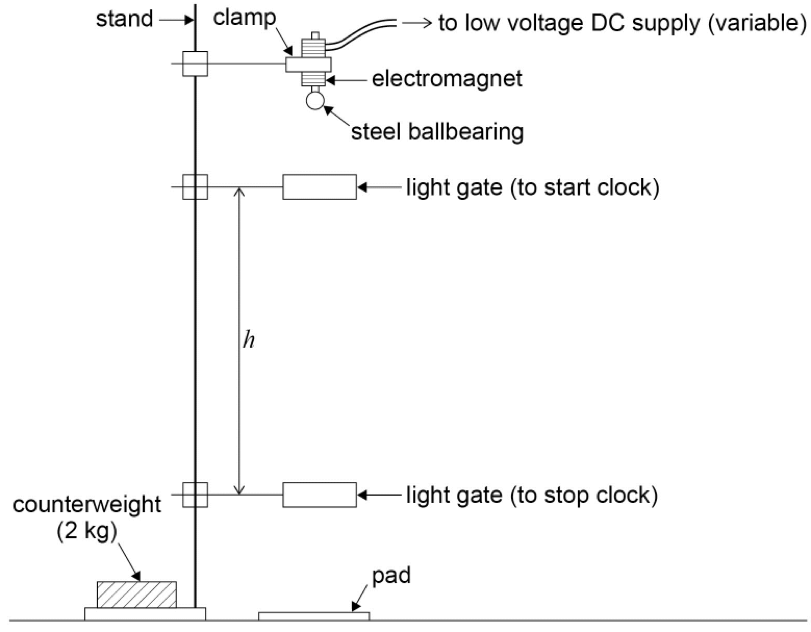 stand
clamp
to low voltage DC supply (variable)
electromagnet
steel ballbearing
light gate (to start clock)
h
light gate (to stop clock)
counterweight
(2 kg)
pad